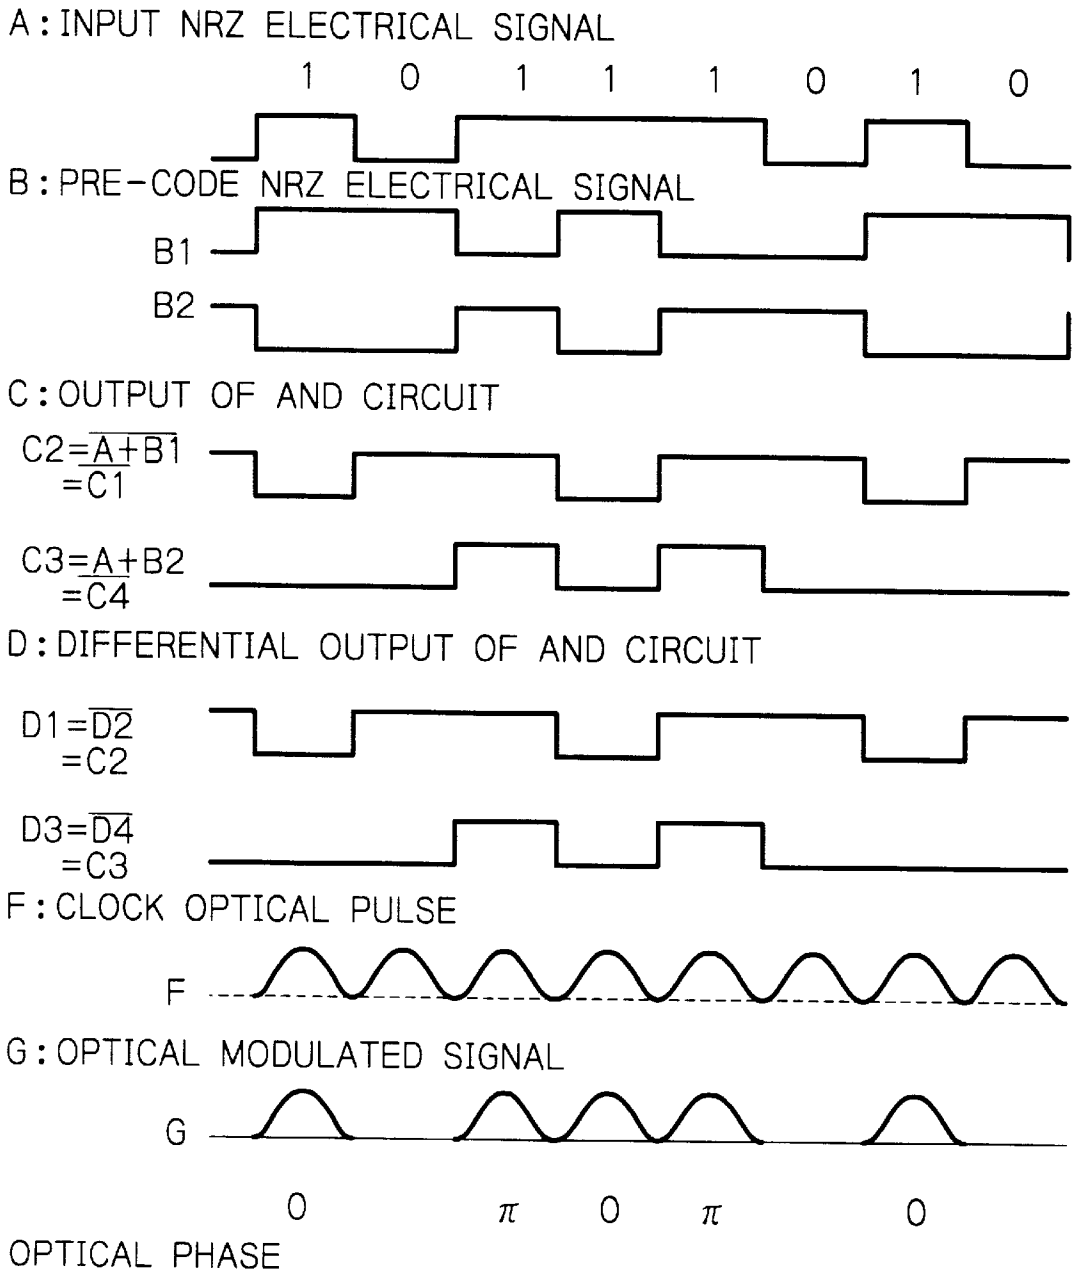 A:INPUT NRZ ELECTRICAL SIGNAL
1 0 1 1 1 0 1 0
B:PRE-CODE NRZ ELECTRICAL SIGNAL
B1
B2
C:OUTPUT OF AND CIRCUIT
C2=A+B1
=C1
C3=A+B2
=C4
D:DIFFERENTIAL OUTPUT OF AND CIRCUIT
D1=D2
=C2
D3=D4
=C3
F:CLOCK OPTICAL PULSE
F
G:OPTICAL MODULATED SIGNAL
G
0 π 0 π 0
OPTICAL PHASE